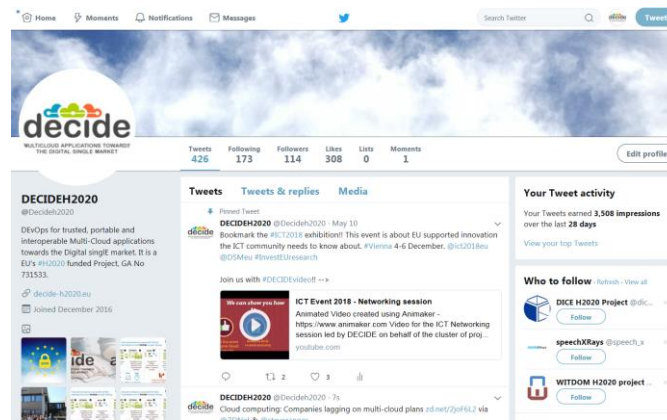 Home Moments Notifications Messages Search Twitter Tweet
decide
MULTICLOUD APPLICATIONS TOWARDS
THE DIGITAL SINGLE MARKET
Tweets Following Followers Likes Lists Moments
426 173 114 308 0 1
Edit profile
DECIDEH2020
@Decideh2020
DEvOps for trusted, portable and
interoperable Multi-Cloud applications
towards the Digital singlE market. It is a
EU's #H2020 funded Project, GA No
731533.
decide-h2020.eu
Joined December 2016
Tweets Tweets & replies Media
Pinned Tweet
DECIDEH2020 @Decideh2020 · May 10
Bookmark the #ICT2018 exhibition!! This event is about EU supported innovation
the ICT community needs to know about. #Vienna 4-6 December. @ict2018eu
@DSMeu #InvestEUresearch
Join us with #DECIDEvideo!! -->
We can show you how
ICT Event 2018 - Networking session
Animated Video created using Animaker -
https://www.animaker.com Video for the ICT Networking
session led by DECIDE on behalf of the cluster of proj...
youtube.com
2 3
DECIDEH2020 @Decideh2020 · 7s
Cloud computing: Companies lagging on multi-cloud plans zd.net/2JoF6L2 via
Your Tweet activity
Your Tweets earned 3,508 impressions
over the last 28 days
View your top Tweets
Who to follow · Refresh · View all
DICE H2020 Project @dic...
Follow
speechXRays @speech_x
Follow
WITDOM H2020 project ...
Follow